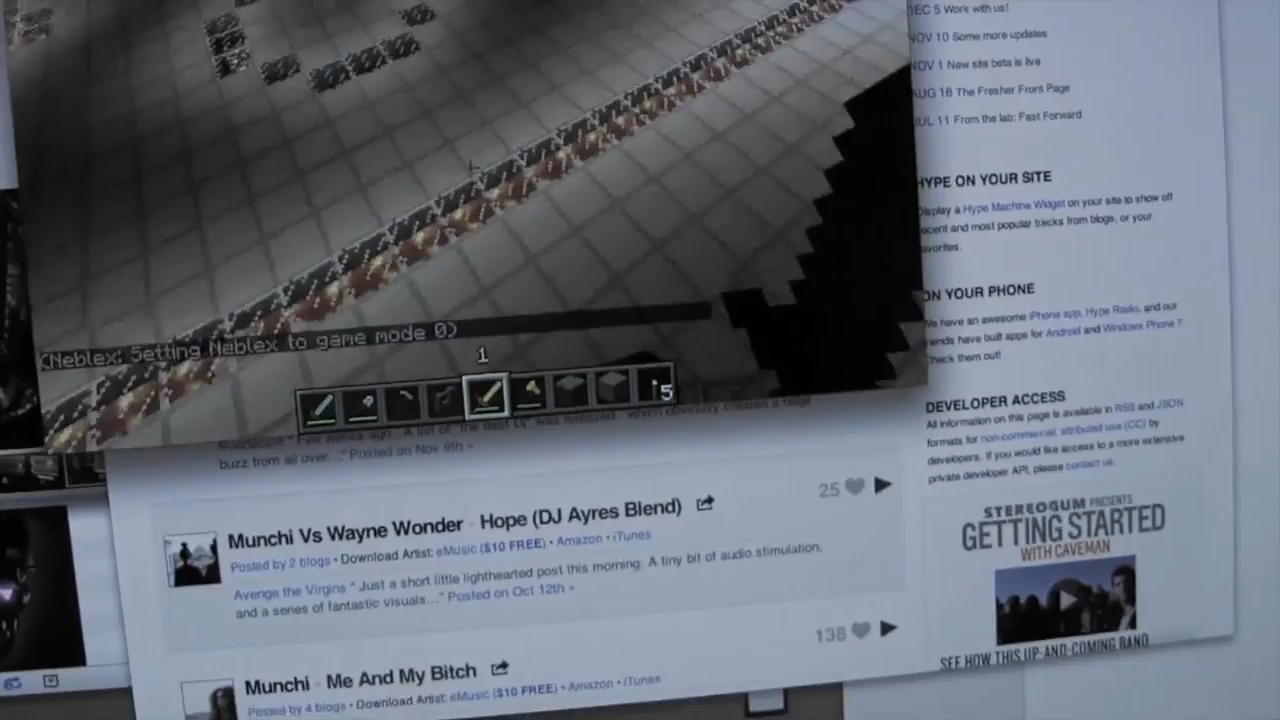 DEC 5 Work with us!
NOV 10 Some more updates
NOV 1 New site beta is live
AUG 18 The Fresher Front Page
JUL 11 From the lab: Fast Forward
HYPE ON YOUR SITE
Display a Hype Machine Widget on your site to show off
recent and most popular tracks from blogs, or your
favorites.
ON YOUR PHONE
We have an awesome iPhone app, Hype Radio, and our
friends have built apps for Android and Windows Phone 7
Check them out!
DEVELOPER ACCESS
All information on this page is available in RSS and JSON
formats for non-commercial, attributed use (CC) by
developers. If you would like access to a more extensive
private developer API, please contact us.
STEREOGUM PRESENTS
GETTING STARTED
WITH CAVEMAN
SEE HOW THIS UP-AND-COMING BAND
(Neblex: Setting Neblex to game mode 0)
1
5
buzz from all over..." Posted on Nov 9th »
Munchi Vs Wayne Wonder - Hope (DJ Ayres Blend)
25
Posted by 2 blogs • Download Artist: eMusic ($10 FREE) • Amazon • iTunes
Avenge the Virgins " Just a short little lighthearted post this morning. A tiny bit of audio stimulation,
and a series of fantastic visuals..." Posted on Oct 12th »
138
Munchi - Me And My Bitch
Posted by 4 blogs • Download Artist: eMusic ($10 FREE) • Amazon • iTunes